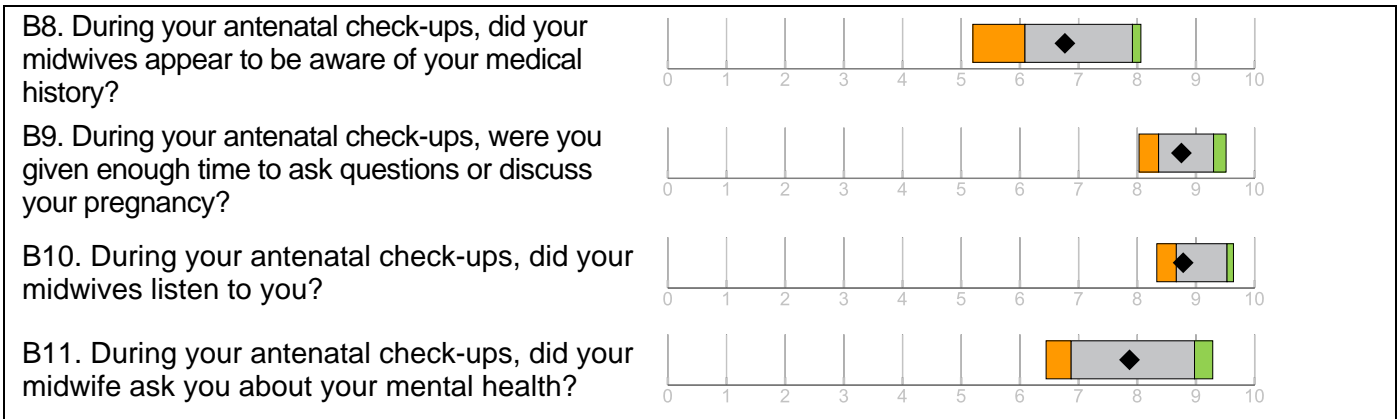 B8. During your antenatal check-ups, did your
midwives appear to be aware of your medical
history?
0 1 2 3 4 5 6 7 8 9 10
B9. During your antenatal check-ups, were you
given enough time to ask questions or discuss
your pregnancy?
0 1 2 3 4 5 6 7 8 9 10
B10. During your antenatal check-ups, did your
midwives listen to you?
0 1 2 3 4 5 6 7 8 9 10
B11. During your antenatal check-ups, did your
midwife ask you about your mental health?
0 1 2 3 4 5 6 7 8 9 10